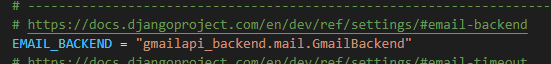 # ------------------------------------------------------------------------
# https://docs.djangoproject.com/en/dev/ref/settings/#email-backend
EMAIL_BACKEND = "gmailapi_backend.mail.GmailBackend"
# https://docs.djangoproject.com/en/dev/ref/settings/#email-timeout